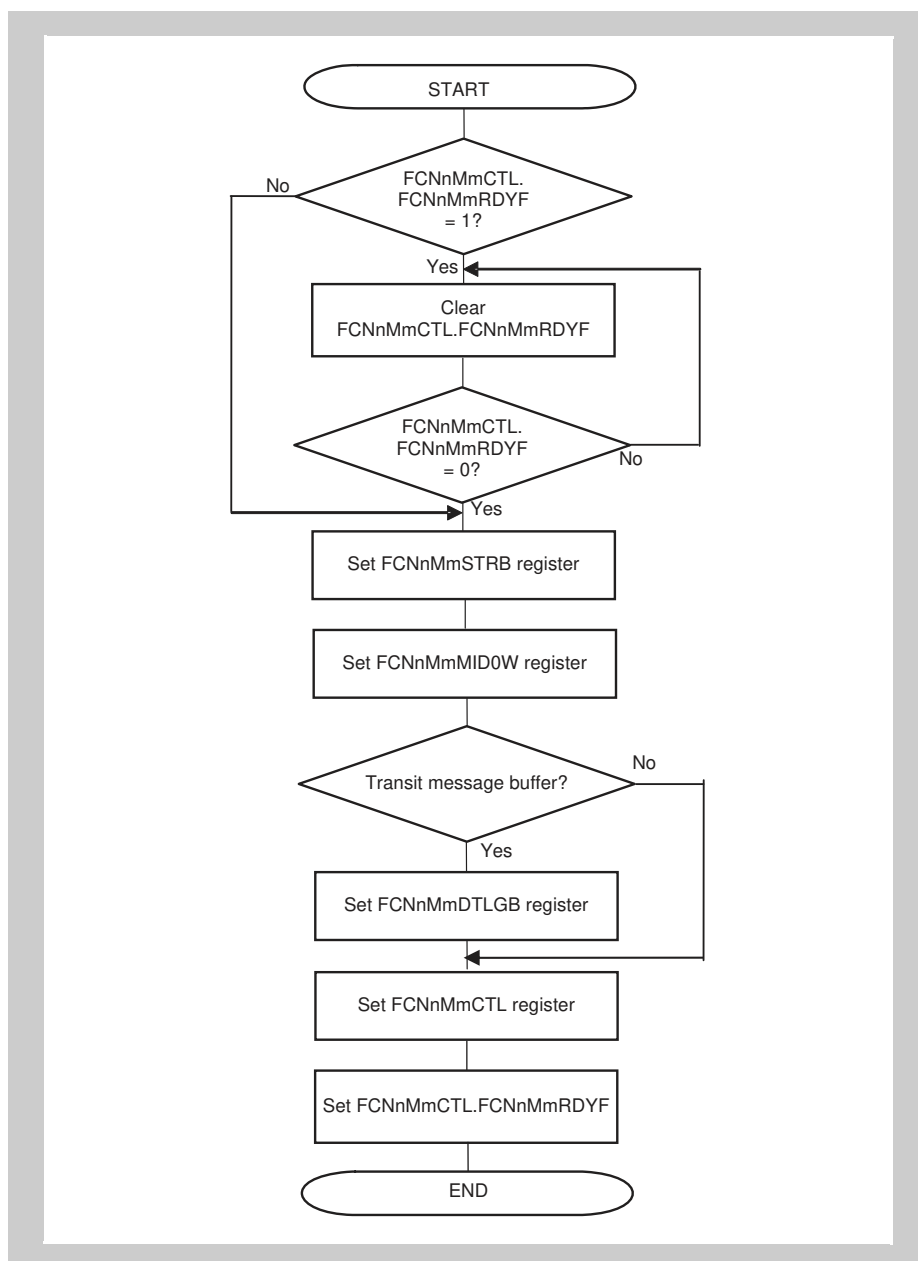 START
FCNnMmCTL.
FCNnMmRDYF
= 1?
No
Yes
Clear
FCNnMmCTL.FCNnMmRDYF
FCNnMmCTL.
FCNnMmRDYF
= 0?
No
Yes
Set FCNnMmSTRB register
Set FCNnMmMID0W register
Transit message buffer?
No
Yes
Set FCNnMmDTLGB register
Set FCNnMmCTL register
Set FCNnMmCTL.FCNnMmRDYF
END